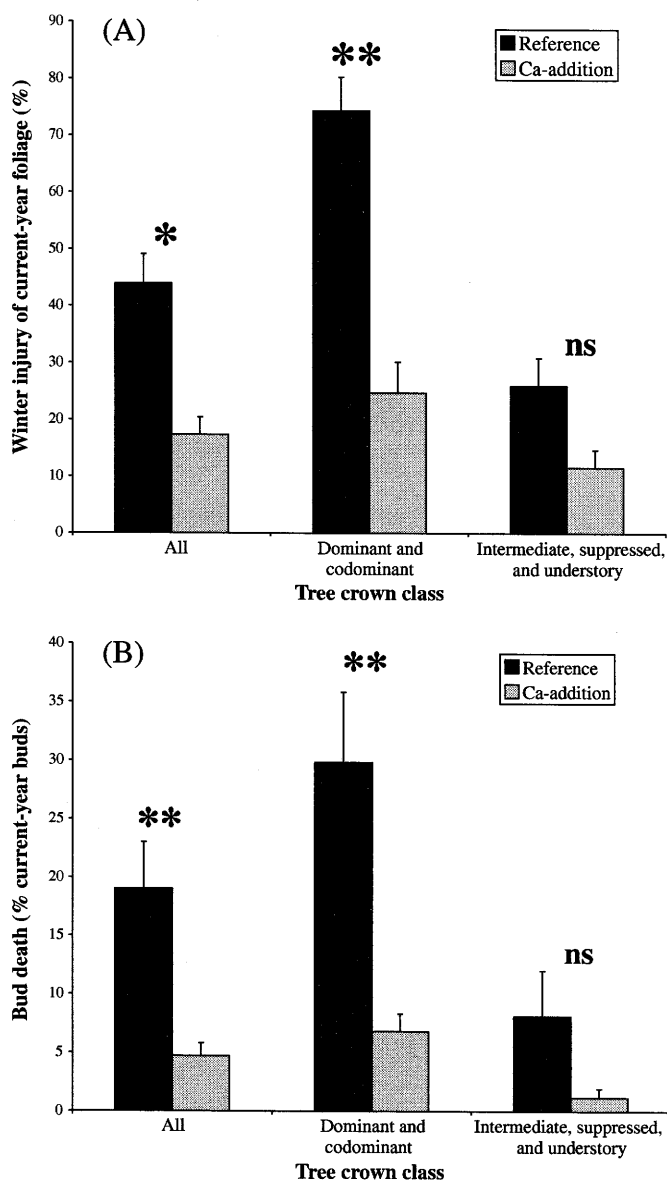 (A)
Winter injury of current-year foliage (%)
90
80
70
60
50
40
30
20
10
0
Reference
Ca-addition
*
**
ns
All
Dominant and
codominant
Intermediate, suppressed,
and understory
Tree crown class
(B)
Bud death (% current-year buds)
40
35
30
25
20
15
10
5
0
Reference
Ca-addition
**
**
ns
All
Dominant and
codominant
Intermediate, suppressed,
and understory
Tree crown class